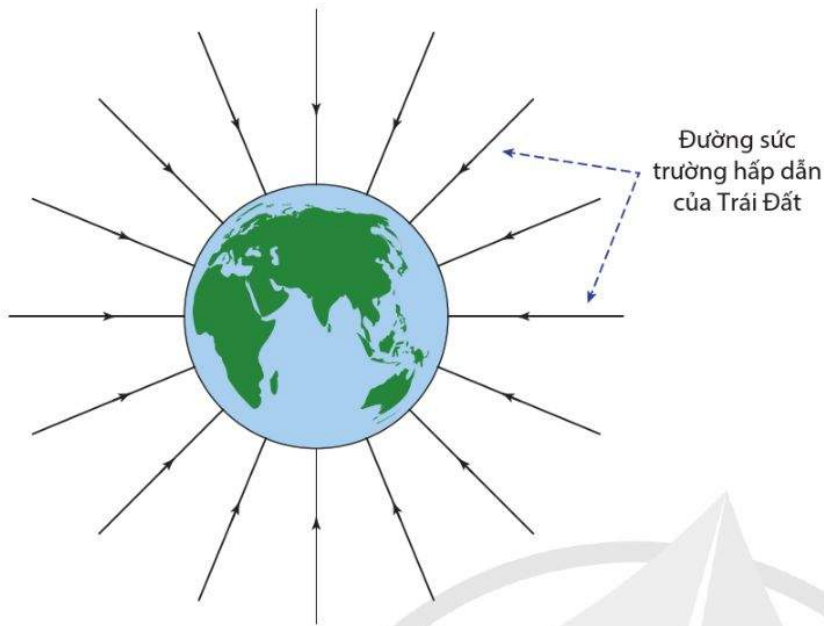 Đường sức
trường hấp dẫn
của Trái Đất